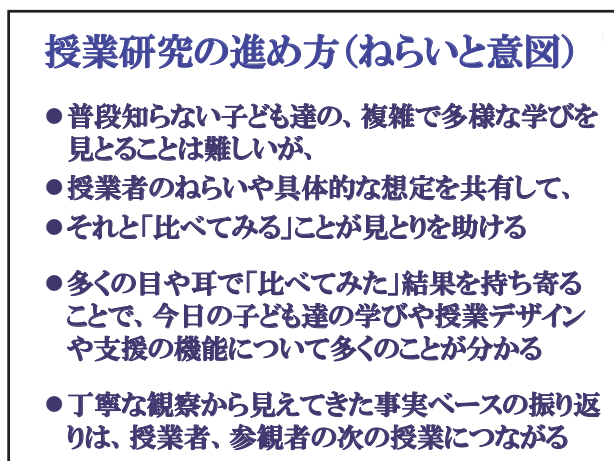 授業研究の進め方(ねらいと意図)
●普段知らない子ども達の、複雑で多様な学びを
見とることは難しいが、
●授業者のねらいや具体的な想定を共有して、
●それと「比べてみる」ことが見とりを助ける
●多くの目や耳で「比べてみた」結果を持ち寄る
ことで、今日の子ども達の学びや授業デザイン
や支援の機能について多くのことが分かる
●丁寧な観察から見えてきた事実ベースの振り返
りは、授業者、参観者の次の授業につながる